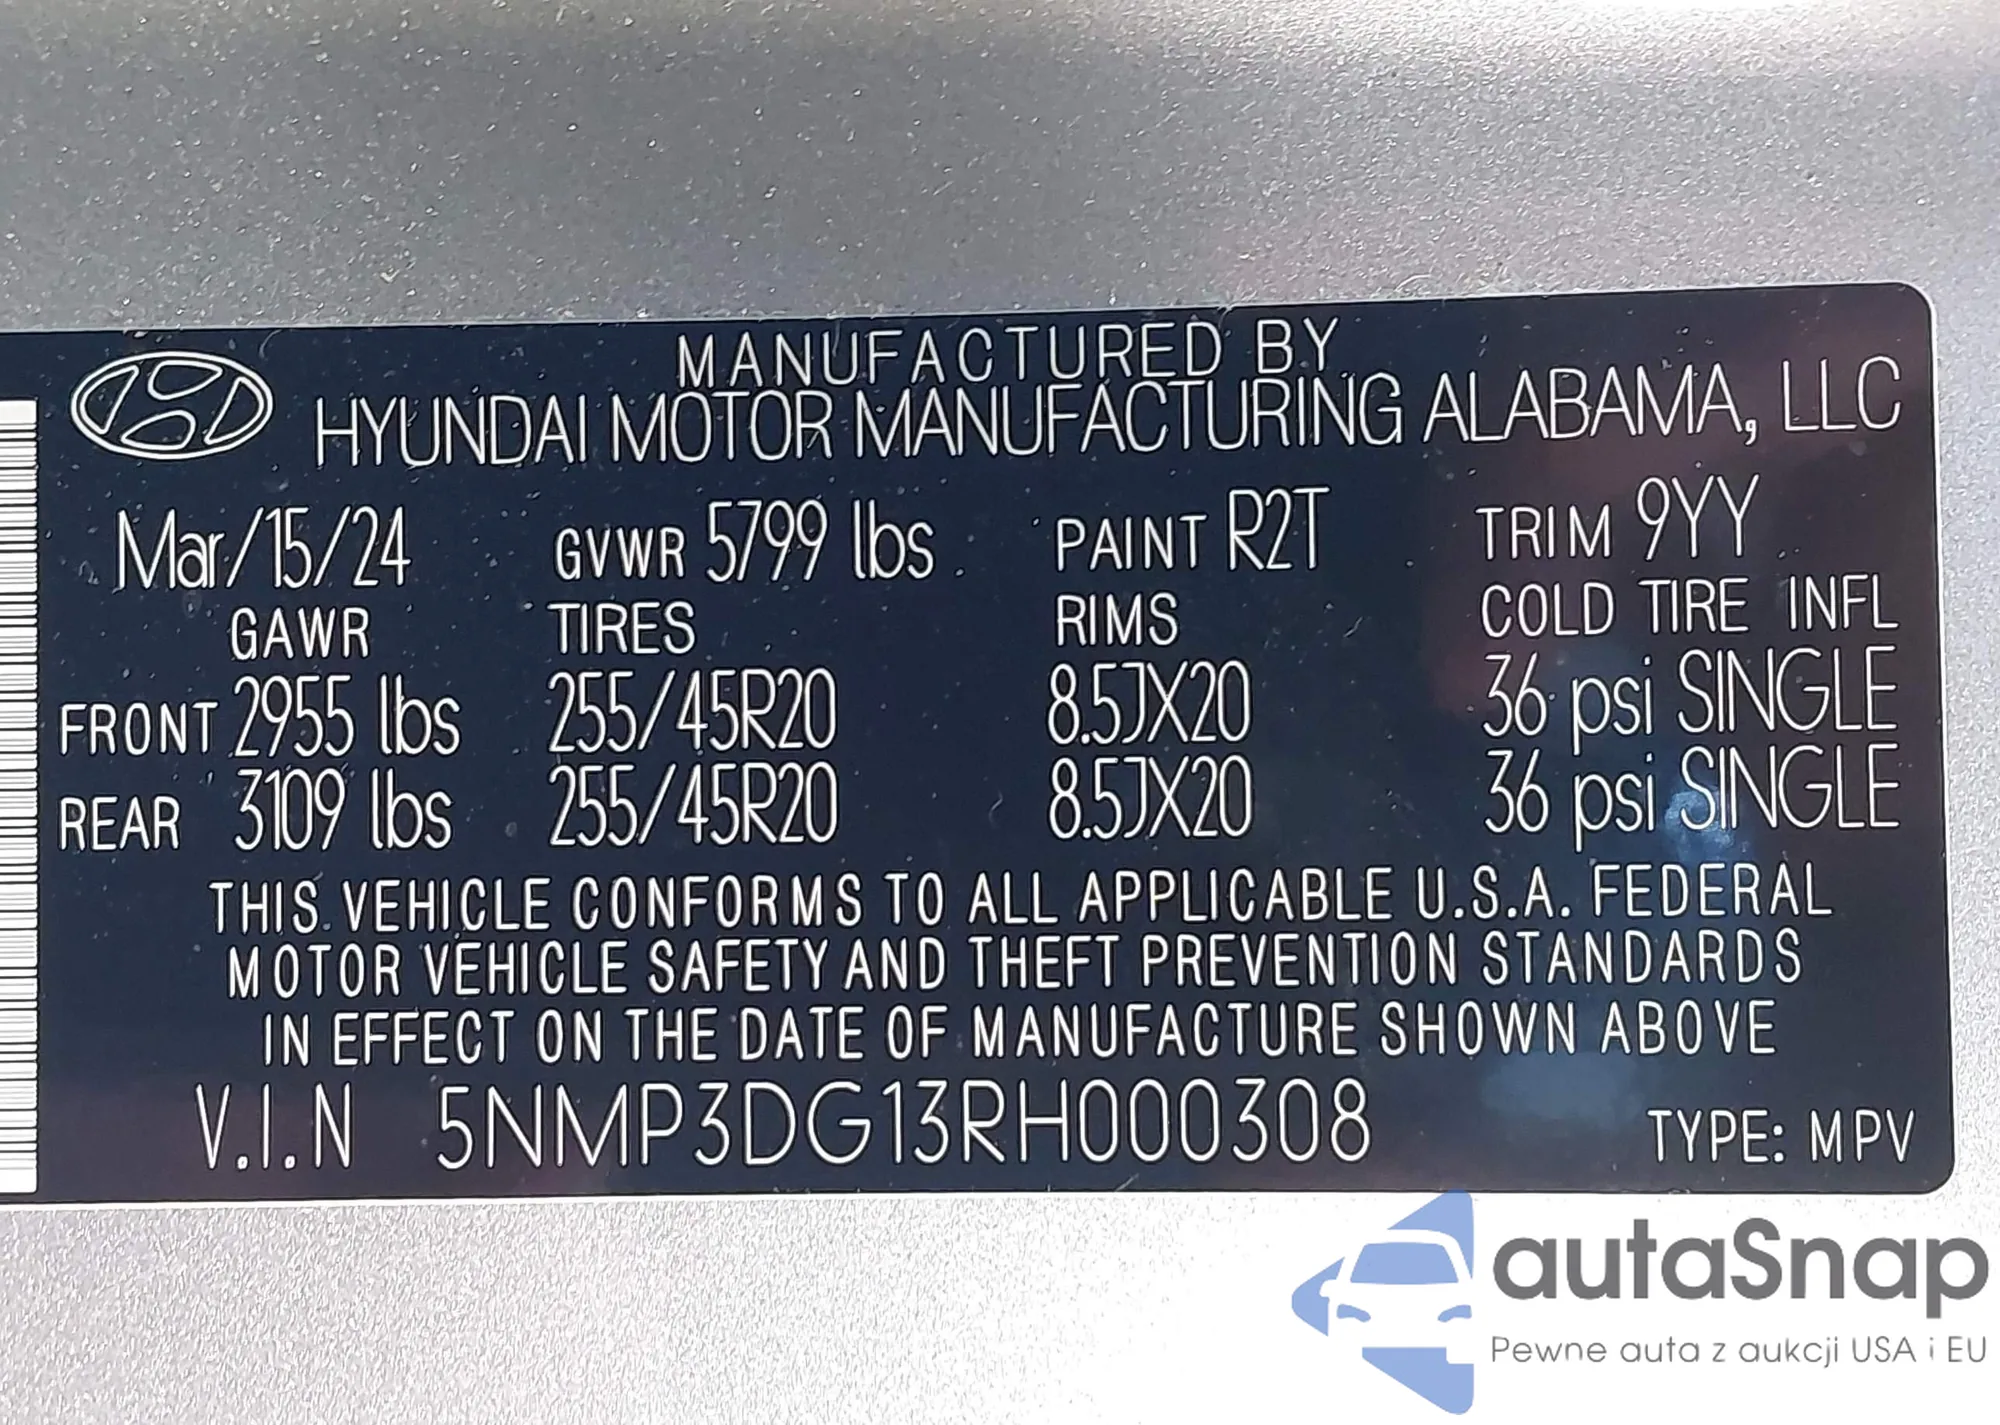 MANUFACTURED BY
HYUNDAI MOTOR MANUFACTURING ALABAMA, LLC
Mar/15/24 GVWR 5799 lbs PAINT R2T TRIM 9YY
GAWR TIRES RIMS COLD TIRE INFL
FRONT 2955 lbs 255/45R20 8.5JX20 36 psi SINGLE
REAR 3109 lbs 255/45R20 8.5JX20 36 psi SINGLE
THIS VEHICLE CONFORMS TO ALL APPLICABLE U.S.A. FEDERAL
MOTOR VEHICLE SAFETY AND THEFT PREVENTION STANDARDS
IN EFFECT ON THE DATE OF MANUFACTURE SHOWN ABOVE
V.I.N 5NMP3DG13RH000308 TYPE: MPV
autaSnap
Pewne auta z aukcji USA i EU